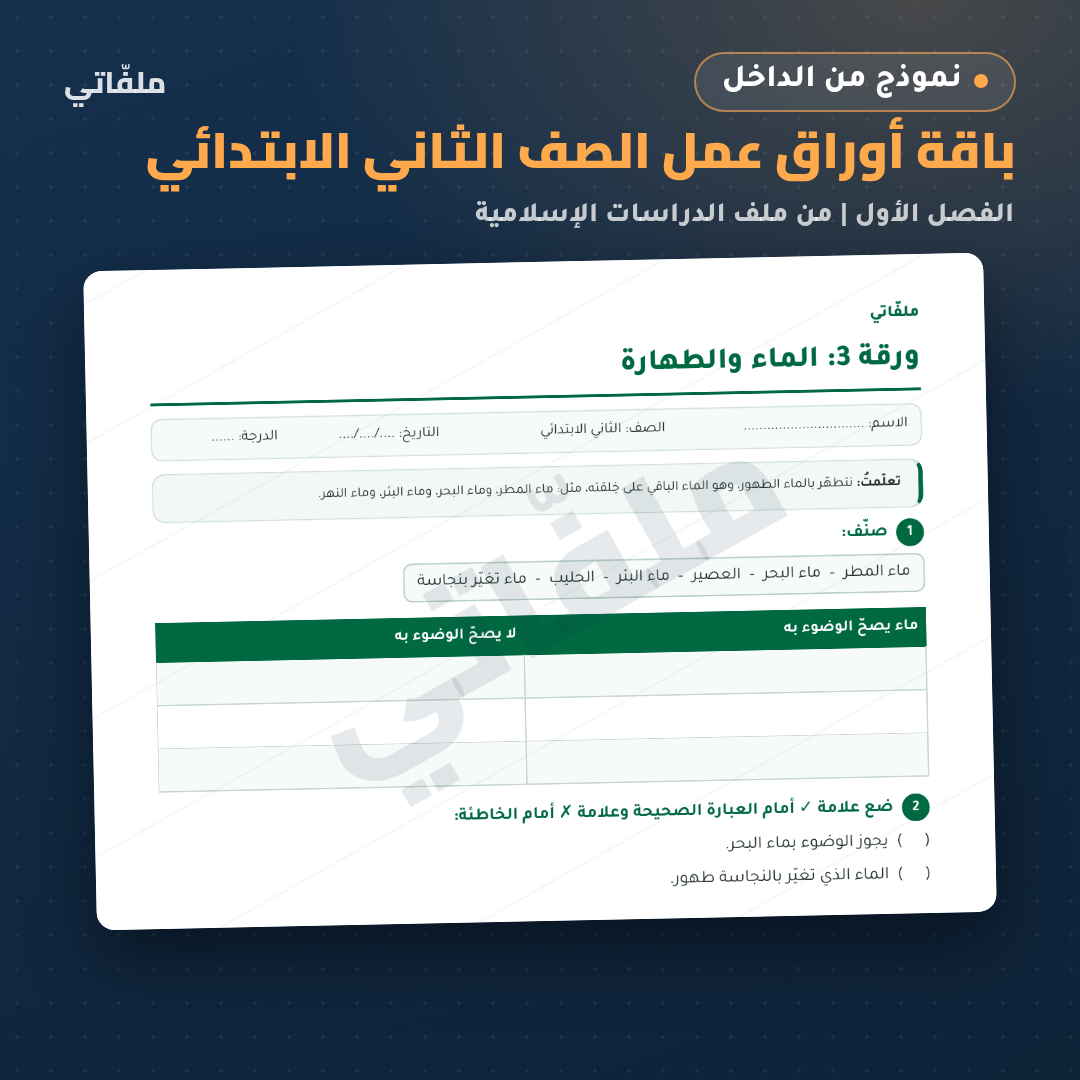 نموذج من الداخل
ملفّاتي
باقة أوراق عمل الصف الثاني الابتدائي
الفصل الأول | من ملف الدراسات الإسلامية
ملفّاتي
ورقة 3: الماء والطهارة
الاسم: ............................... الصف: الثاني الابتدائي التاريخ: ..../..../.... الدرجة: ......
تعلّمتُ: نتطهّر بالماء الطهور، وهو الماء الباقي على خِلقته، مثل: ماء المطر، وماء البحر، وماء البئر، وماء النهر.
1 صنّف:
ماء المطر - ماء البحر - العصير - ماء البئر - الحليب - ماء تغيّر بنجاسة
ماء يصحّ الوضوء به لا يصحّ الوضوء به
2 ضع علامة ✓ أمام العبارة الصحيحة وعلامة ✗ أمام الخاطئة:
( ) يجوز الوضوء بماء البحر.
( ) الماء الذي تغيّر بالنجاسة طهور.
ملفّاتي